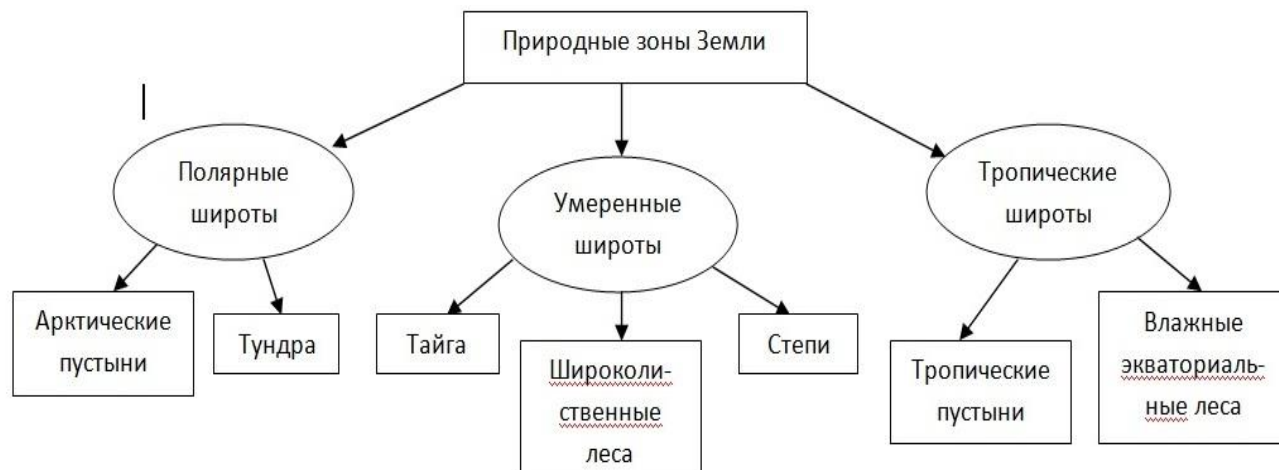 Природные зоны Земли
Полярные
широты
Умеренные
широты
Тропические
широты
Арктические
пустыни
Тундра
Тайга
Широколи-
ственные
леса
Степи
Тропические
пустыни
Влажные
экваториаль-
ные леса